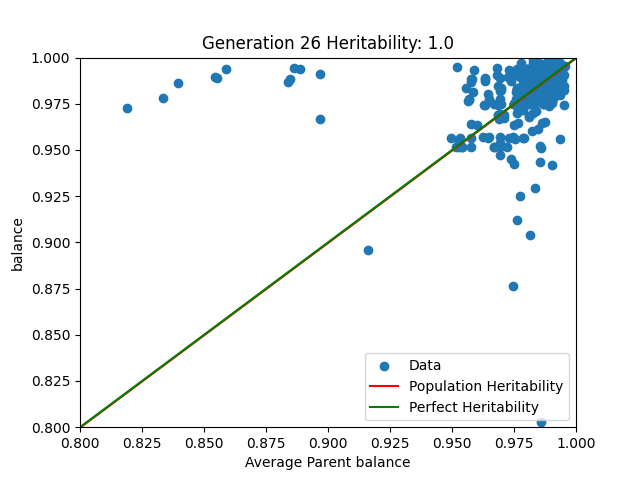 Generation 26 Heritability: 1.0
balance
1.000
0.975
0.950
0.925
0.900
0.875
0.850
0.825
0.800
Data
Population Heritability
Perfect Heritability
0.800 0.825 0.850 0.875 0.900 0.925 0.950 0.975 1.000
Average Parent balance